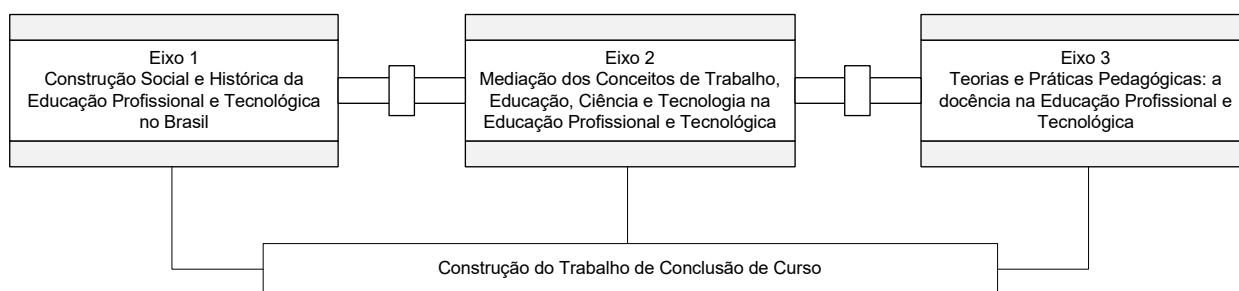 Eixo 1
Construção Social e Histórica da
Educação Profissional e Tecnológica
no Brasil
Eixo 2
Mediação dos Conceitos de Trabalho,
Educação, Ciência e Tecnologia na
Educação Profissional e Tecnológica
Eixo 3
Teorias e Práticas Pedagógicas: a
docência na Educação Profissional e
Tecnológica
Construção do Trabalho de Conclusão de Curso